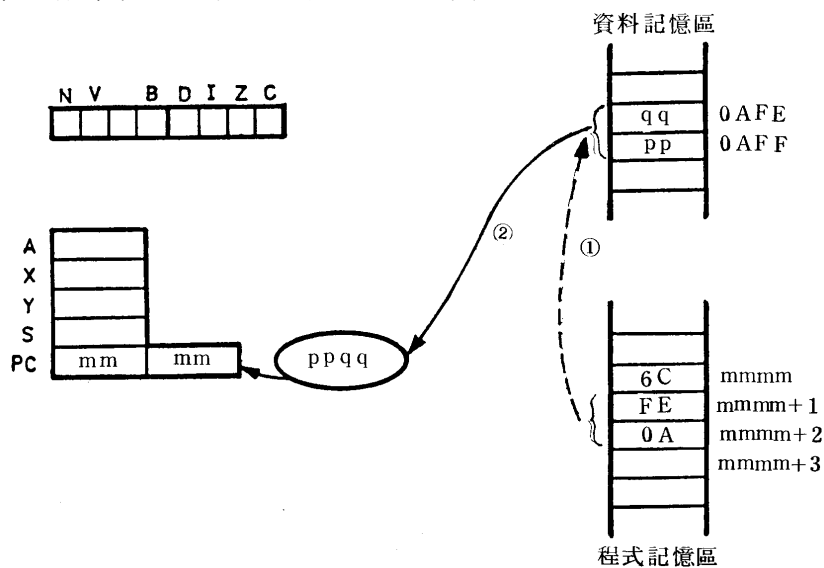 資料記憶區
N V B D I Z C
qq 0AFE
pp 0AFF
②
①
A
X
Y
S
PC mm mm
ppqq
6C mmmm
FE mmmm+1
0A mmmm+2
mmmm+3
程式記憶區